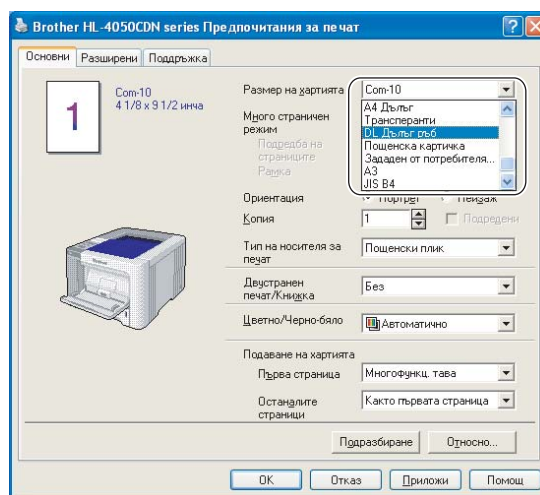 Brother HL-4050CDN series Предпочитания за печат
Основни Разширени Поддръжка
1
Com-10
4 1/8 x 9 1/2 инча
Размер на хартията
Com-10
А4 Дълъг
Трансперанти
DL Дълъг ръб
Пощенска картичка
Зададен от потребителя...
A3
JIS B4
Много страничен
режим
Подредба на
страниците
Рамка
Ориентация
Портрет Пейзаж
Копия
1
Подредени
Тип на носителя за
печат
Пощенски плик
Двустранен
печат/Книжка
Без
Цветно/Черно-бяло
Автоматично
Подаване на хартията
Първа страница
Многофункц. тава
Останалите
страници
Както първата страница
Подразбиране Относно...
OK Отказ Приложи Помощ